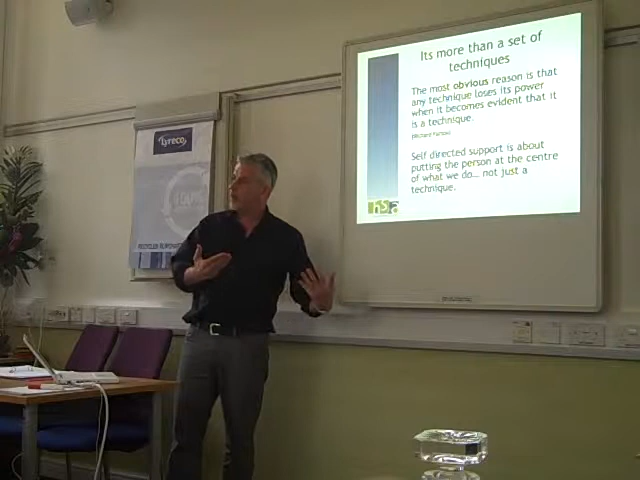 Its more than a set of
techniques
The most obvious reason is that
any technique loses its power
when it becomes evident that it
is a technique.
Self directed support is about
putting the person at the centre
of what we do... not just a
technique.
hsa
Lyreco